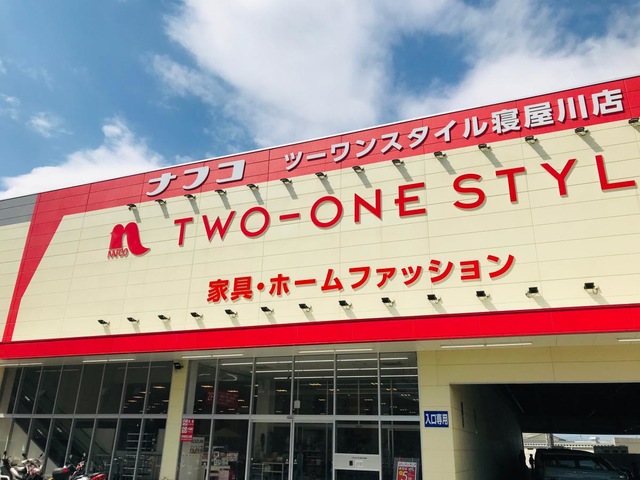 ナフコ ツーワンスタイル寝屋川店
NAFCO TWO-ONE STYL
家具・ホームファッション
入口専用